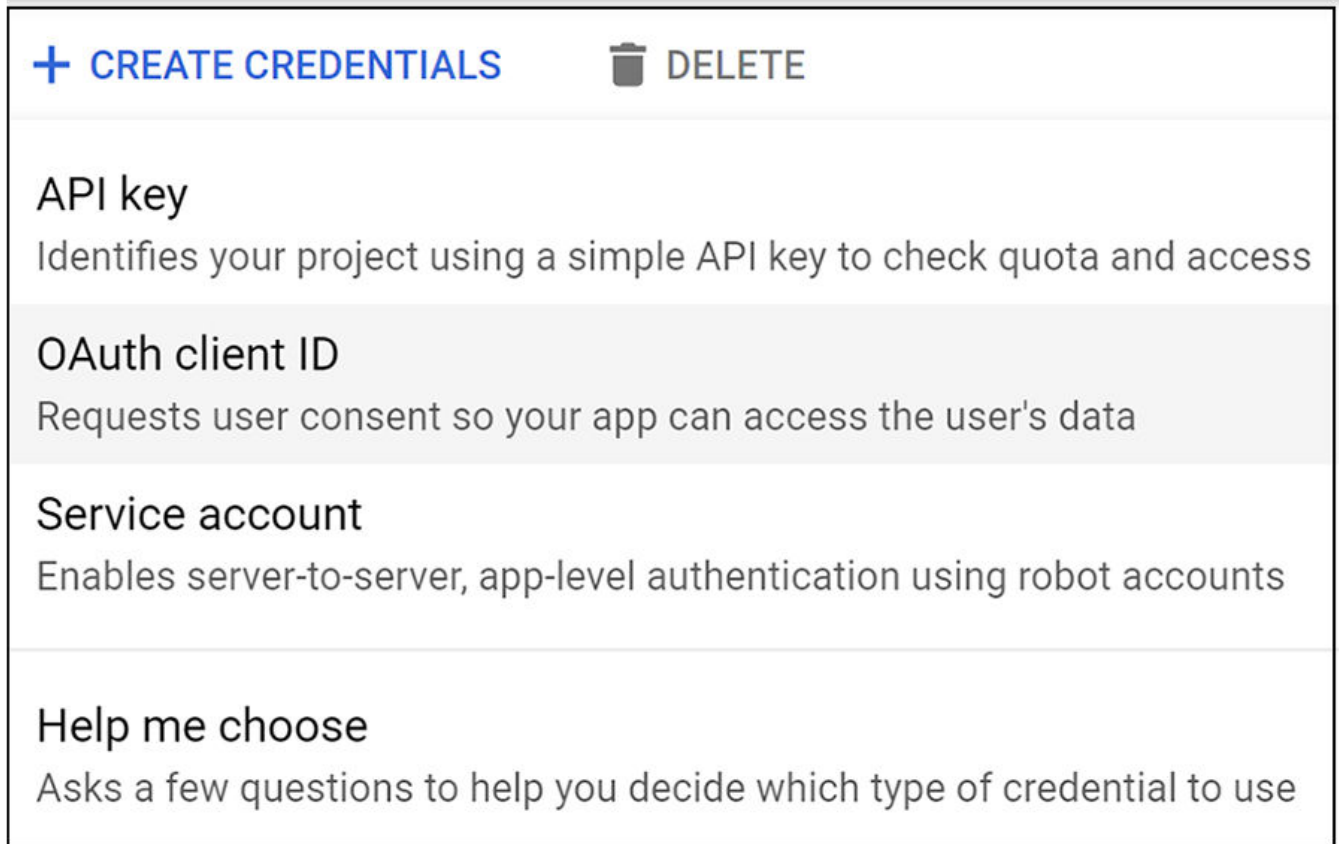 + CREATE CREDENTIALS DELETE
API key
Identifies your project using a simple API key to check quota and access
OAuth client ID
Requests user consent so your app can access the user's data
Service account
Enables server-to-server, app-level authentication using robot accounts
Help me choose
Asks a few questions to help you decide which type of credential to use